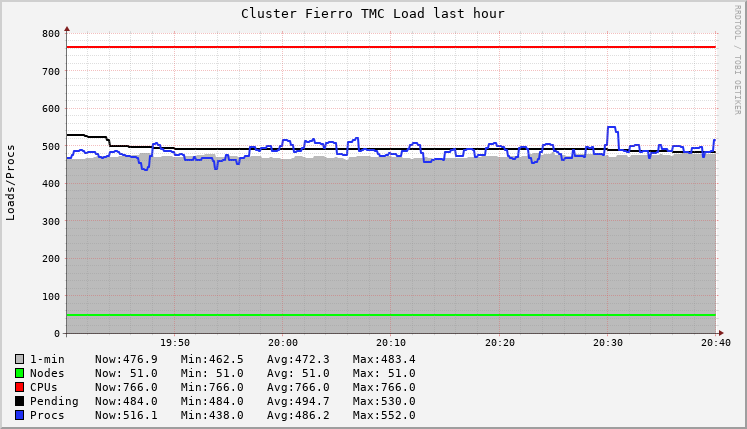 Cluster Fierro TMC Load last hour
RRDTOOL / TOBI OETIKER
Loads/Procs
800
700
600
500
400
300
200
100
0
19:50 20:00 20:10 20:20 20:30 20:40
1-min Now:476.9 Min:462.5 Avg:472.3 Max:483.4
Nodes Now: 51.0 Min: 51.0 Avg: 51.0 Max: 51.0
CPUs Now:766.0 Min:766.0 Avg:766.0 Max:766.0
Pending Now:484.0 Min:484.0 Avg:494.7 Max:530.0
Procs Now:516.1 Min:438.0 Avg:486.2 Max:552.0